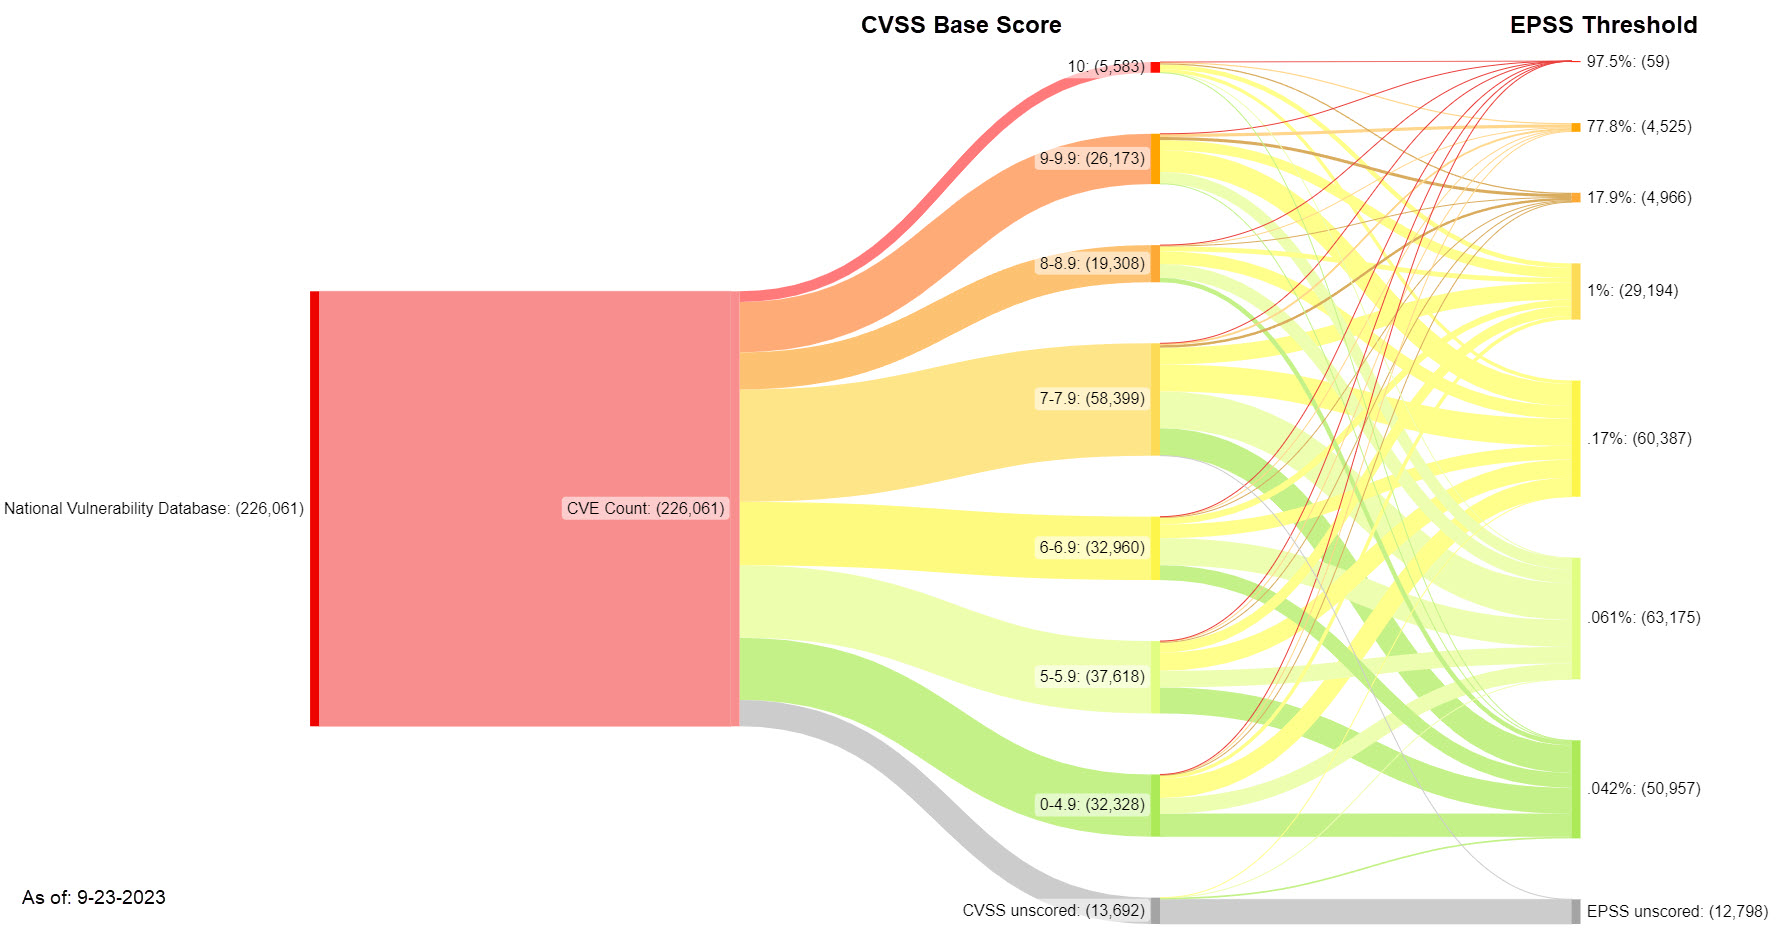 CVSS Base Score
EPSS Threshold
10: (5,583)
9-9.9: (26,173)
8-8.9: (19,308)
7-7.9: (58,399)
6-6.9: (32,960)
5-5.9: (37,618)
0-4.9: (32,328)
CVSS unscored: (13,692)
97.5%: (59)
77.8%: (4,525)
17.9%: (4,966)
1%: (29,194)
.17%: (60,387)
.061%: (63,175)
.042%: (50,957)
EPSS unscored: (12,798)
National Vulnerability Database: (226,061)
CVE Count: (226,061)
As of: 9-23-2023